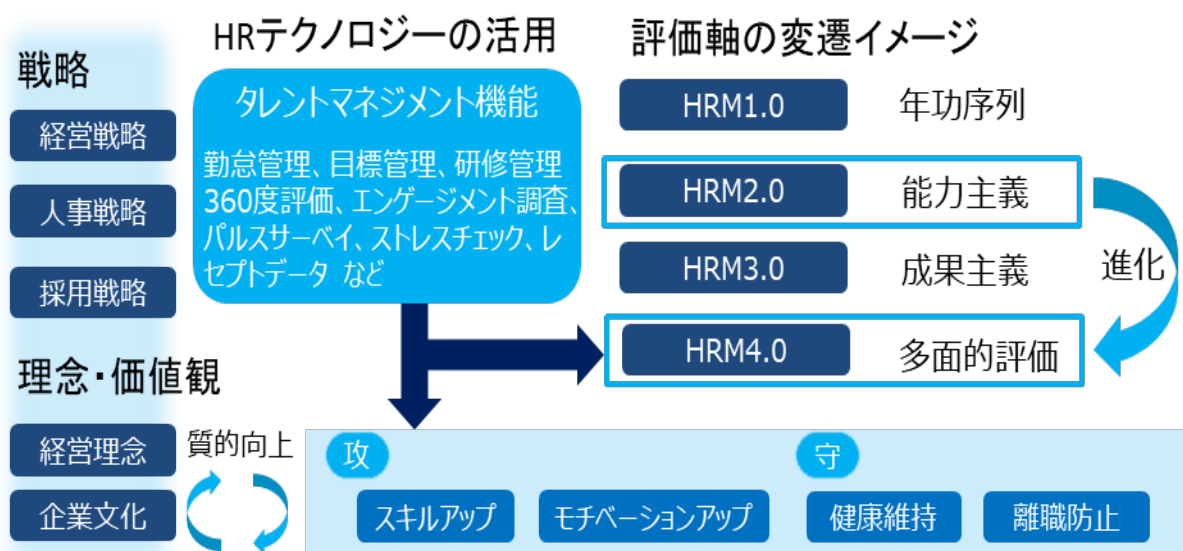 HRテクノロジーの活用
評価軸の変遷イメージ
戦略
経営戦略
人事戦略
採用戦略
理念・価値観
経営理念
企業文化
質的向上
タレントマネジメント機能
勤怠管理、目標管理、研修管理
360度評価、エンゲージメント調査、
パルスサーベイ、ストレスチェック、レ
セプトデータ など
HRM1.0 年功序列
HRM2.0 能力主義
HRM3.0 成果主義
HRM4.0 多面的評価
進化
攻
スキルアップ
モチベーションアップ
守
健康維持
離職防止